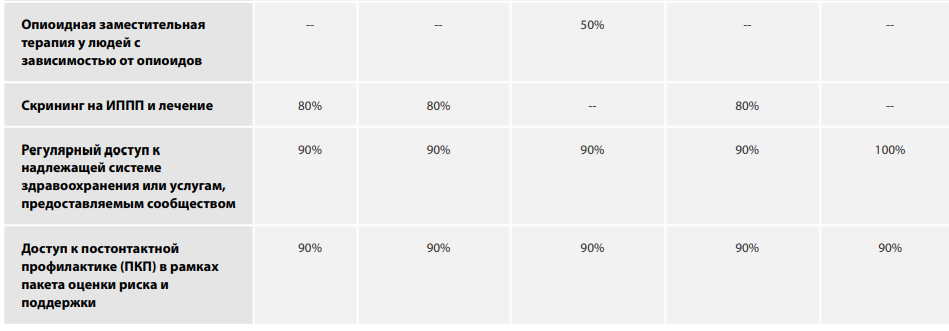 Опиоидная заместительная -- -- 50% -- --
терапия у людей с
зависимостью от опиоидов
Скрининг на ИППП и лечение 80% 80% -- 80% --
Регулярный доступ к 90% 90% 90% 90% 100%
надлежащей системе
здравоохранения или услугам,
предоставляемым сообществом
Доступ к постонтактной 90% 90% 90% 90% 90%
профилактике (ПКП) в рамках
пакета оценки риска и
поддержки